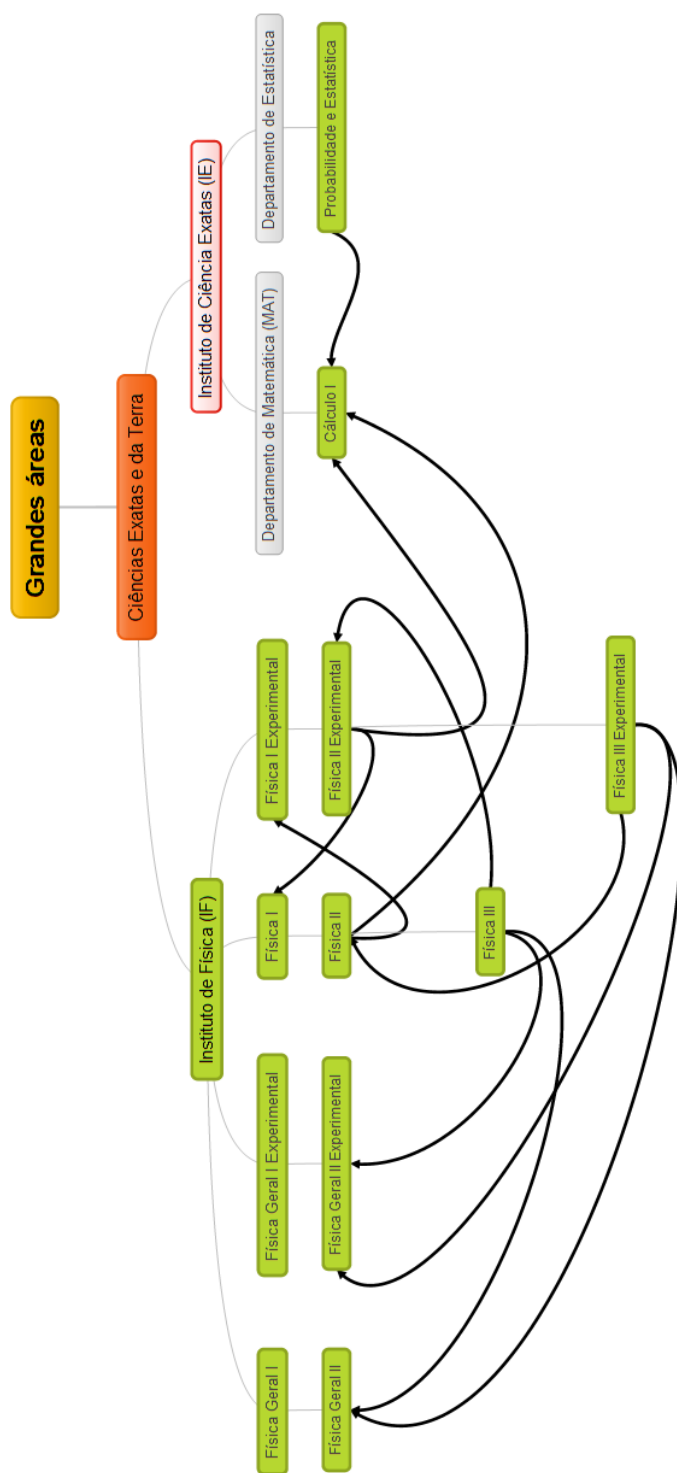 Grandes áreas
Ciências Exatas e da Terra
Instituto de Física (IF)
Instituto de Ciência Exatas (IE)
Física Geral I
Física Geral I Experimental
Física I
Física I Experimental
Departamento de Matemática (MAT)
Departamento de Estatística
Física Geral II
Física Geral II Experimental
Física II
Física II Experimental
Cálculo I
Probabilidade e Estatística
Física III
Física III Experimental